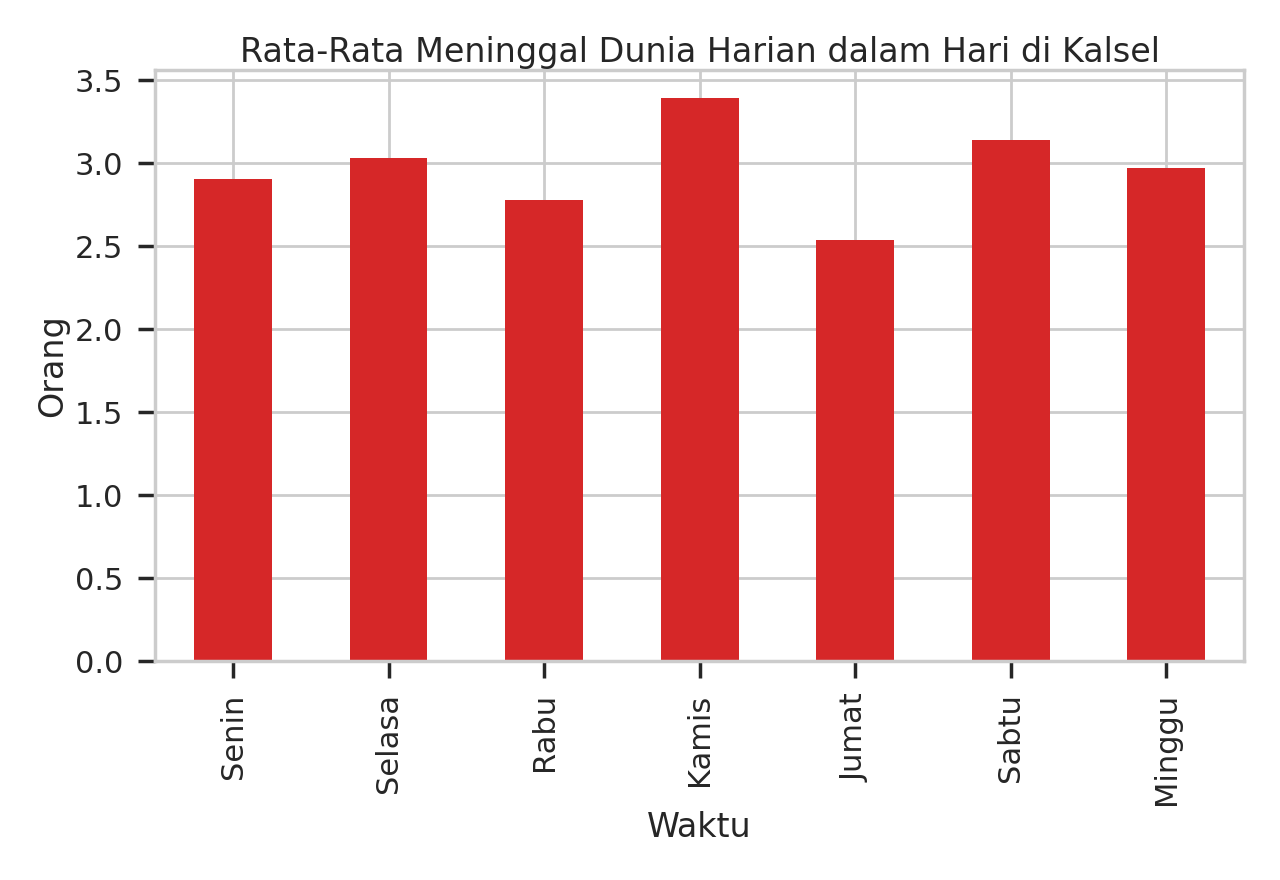 Rata-Rata Meninggal Dunia Harian dalam Hari di Kalsel
3.5
3.0
2.5
2.0
1.5
1.0
0.5
0.0
Orang
Senin
Selasa
Rabu
Kamis
Jumat
Sabtu
Minggu
Waktu